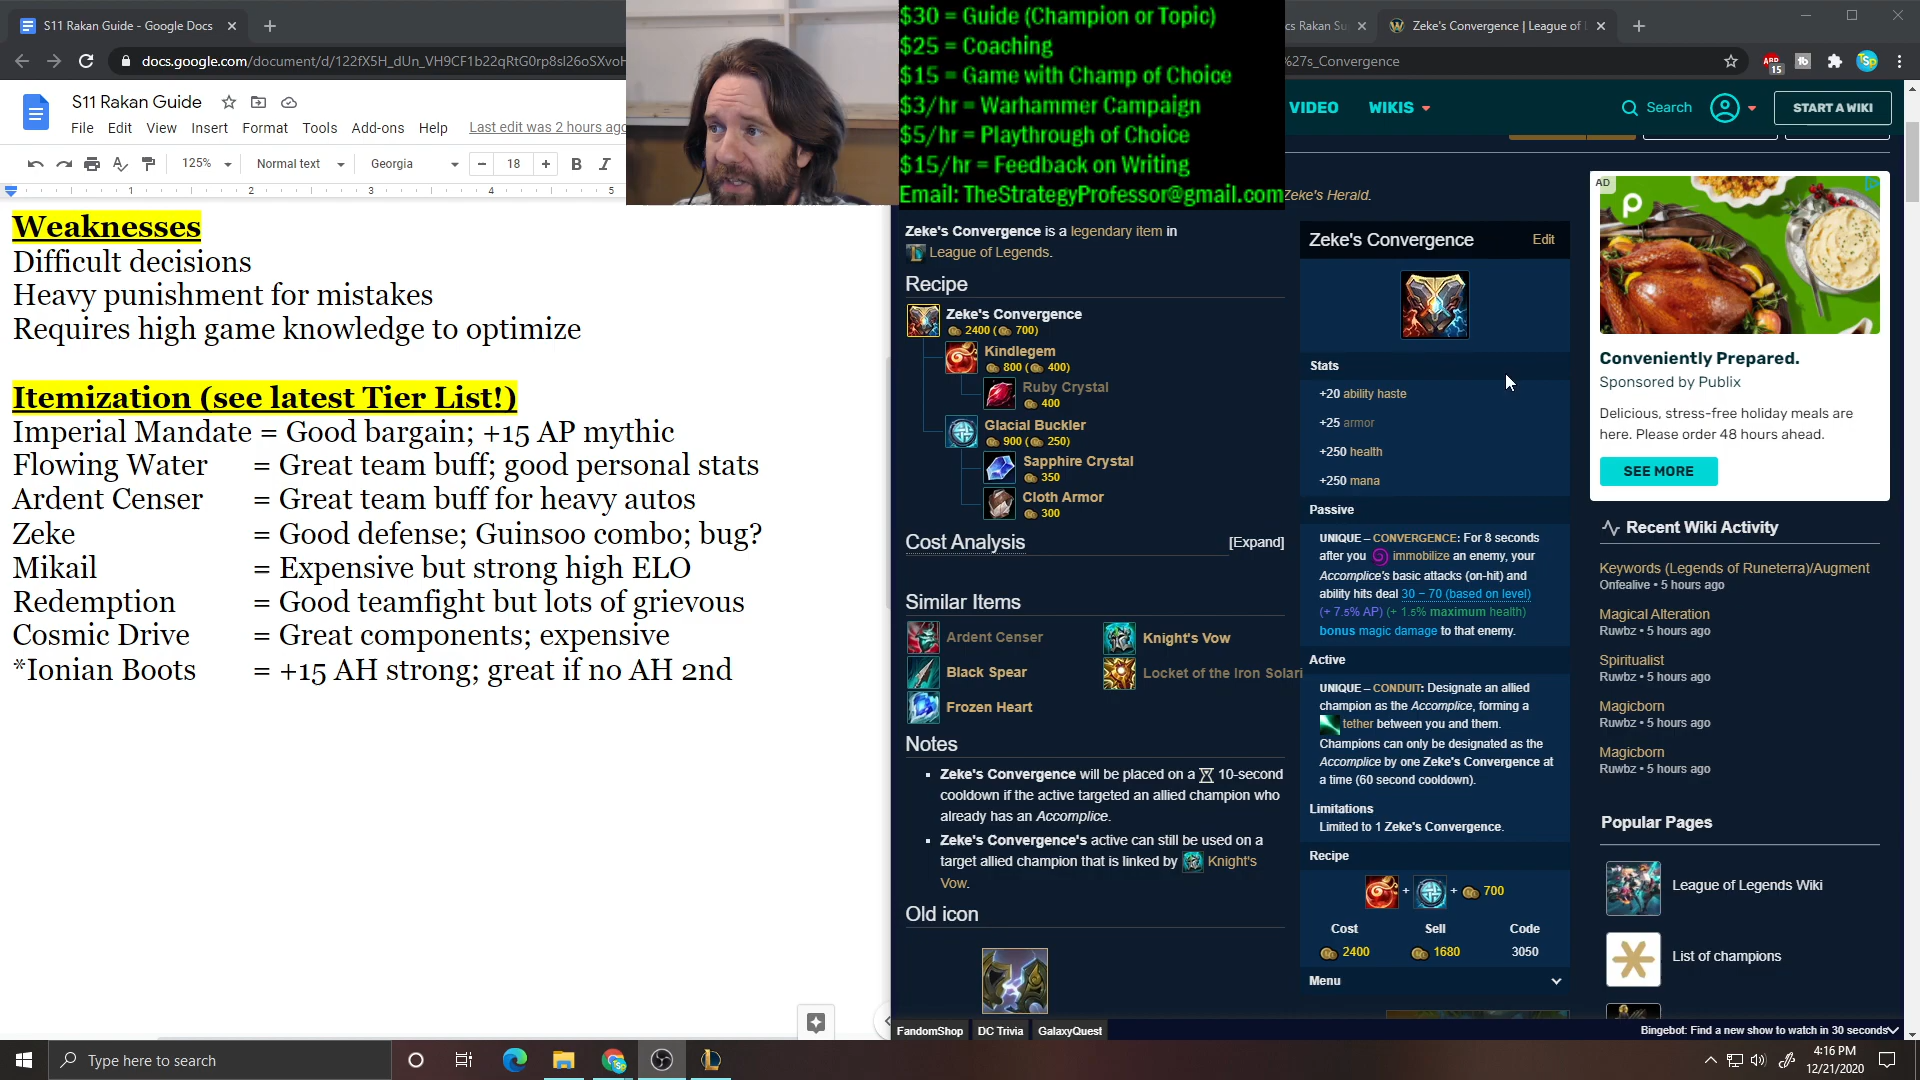 S11 Rakan Guide - Google Docs
cs Rakan Su
Zeke's Convergence | League of
docs.google.com/document/d/122fX5H_dUn_VH9CF1b22qRtG0rp8sl26oSXvoH
%27s_Convergence
ABP
15
tb
Sp
S11 Rakan Guide
File Edit View Insert Format Tools Add-ons Help Last edit was 2 hours ago
125% Normal text Georgia 18 B I
1 2 3 4 5
Weaknesses
Difficult decisions
Heavy punishment for mistakes
Requires high game knowledge to optimize
Itemization (see latest Tier List!)
Imperial Mandate = Good bargain; +15 AP mythic
Flowing Water = Great team buff; good personal stats
Ardent Censer = Great team buff for heavy autos
Zeke = Good defense; Guinsoo combo; bug?
Mikail = Expensive but strong high ELO
Redemption = Good teamfight but lots of grievous
Cosmic Drive = Great components; expensive
*Ionian Boots = +15 AH strong; great if no AH 2nd
$30 = Guide (Champion or Topic)
$25 = Coaching
$15 = Game with Champ of Choice
$3/hr = Warhammer Campaign
$5/hr = Playthrough of Choice
$15/hr = Feedback on Writing
Email: TheStrategyProfessor@gmail.com
VIDEO WIKIS Search START A WIKI
Zeke's Herald.
Zeke's Convergence is a legendary item in
League of Legends.
Recipe
Zeke's Convergence
2400 ( 700)
Kindlegem
800 ( 400)
Ruby Crystal
400
Glacial Buckler
900 ( 250)
Sapphire Crystal
350
Cloth Armor
300
Cost Analysis [Expand]
Similar Items
Ardent Censer
Knight's Vow
Black Spear
Locket of the Iron Solari
Frozen Heart
Notes
Zeke's Convergence will be placed on a 10-second
cooldown if the active targeted an allied champion who
already has an Accomplice.
Zeke's Convergence's active can still be used on a
target allied champion that is linked by Knight's
Vow.
Old icon
Zeke's Convergence Edit
Stats
+20 ability haste
+25 armor
+250 health
+250 mana
Passive
UNIQUE – CONVERGENCE: For 8 seconds
after you immobilize an enemy, your
Accomplice's basic attacks (on-hit) and
ability hits deal 30 – 70 (based on level)
(+ 7.5% AP) (+ 1.5% maximum health)
bonus magic damage to that enemy.
Active
UNIQUE – CONDUIT: Designate an allied
champion as the Accomplice, forming a
tether between you and them.
Champions can only be designated as the
Accomplice by one Zeke's Convergence at
a time (60 second cooldown).
Limitations
Limited to 1 Zeke's Convergence.
Recipe
+ + 700
Cost Sell Code
2400 1680 3050
Menu
AD
Conveniently Prepared.
Sponsored by Publix
Delicious, stress-free holiday meals are
here. Please order 48 hours ahead.
SEE MORE
Recent Wiki Activity
Keywords (Legends of Runeterra)/Augment
Onfealive • 5 hours ago
Magical Alteration
Ruwbz • 5 hours ago
Spiritualist
Ruwbz • 5 hours ago
Magicborn
Ruwbz • 5 hours ago
Magicborn
Ruwbz • 5 hours ago
Popular Pages
League of Legends Wiki
List of champions
FandomShop DC Trivia GalaxyQuest
Bingebot: Find a new show to watch in 30 seconds
Type here to search
4:16 PM
12/21/2020